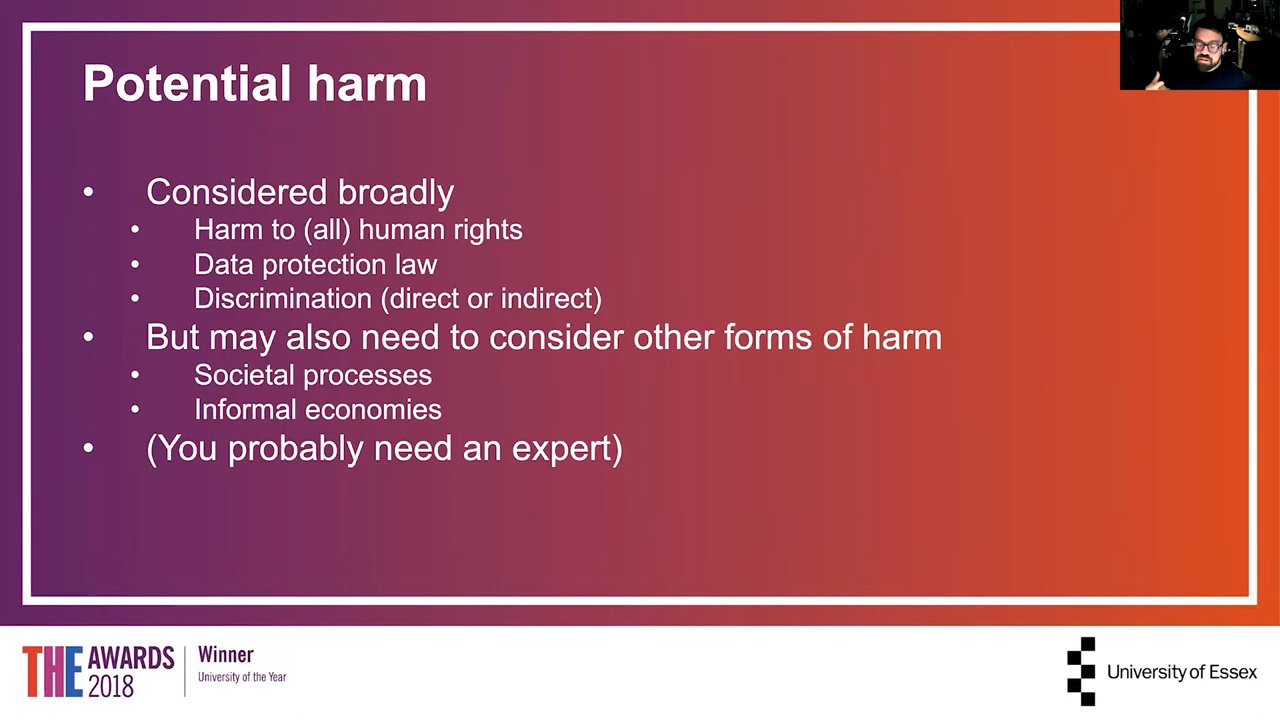 Potential harm
• Considered broadly
• Harm to (all) human rights
• Data protection law
• Discrimination (direct or indirect)
• But may also need to consider other forms of harm
• Societal processes
• Informal economies
• (You probably need an expert)
THE AWARDS 2018
Winner
University of the Year
University of Essex